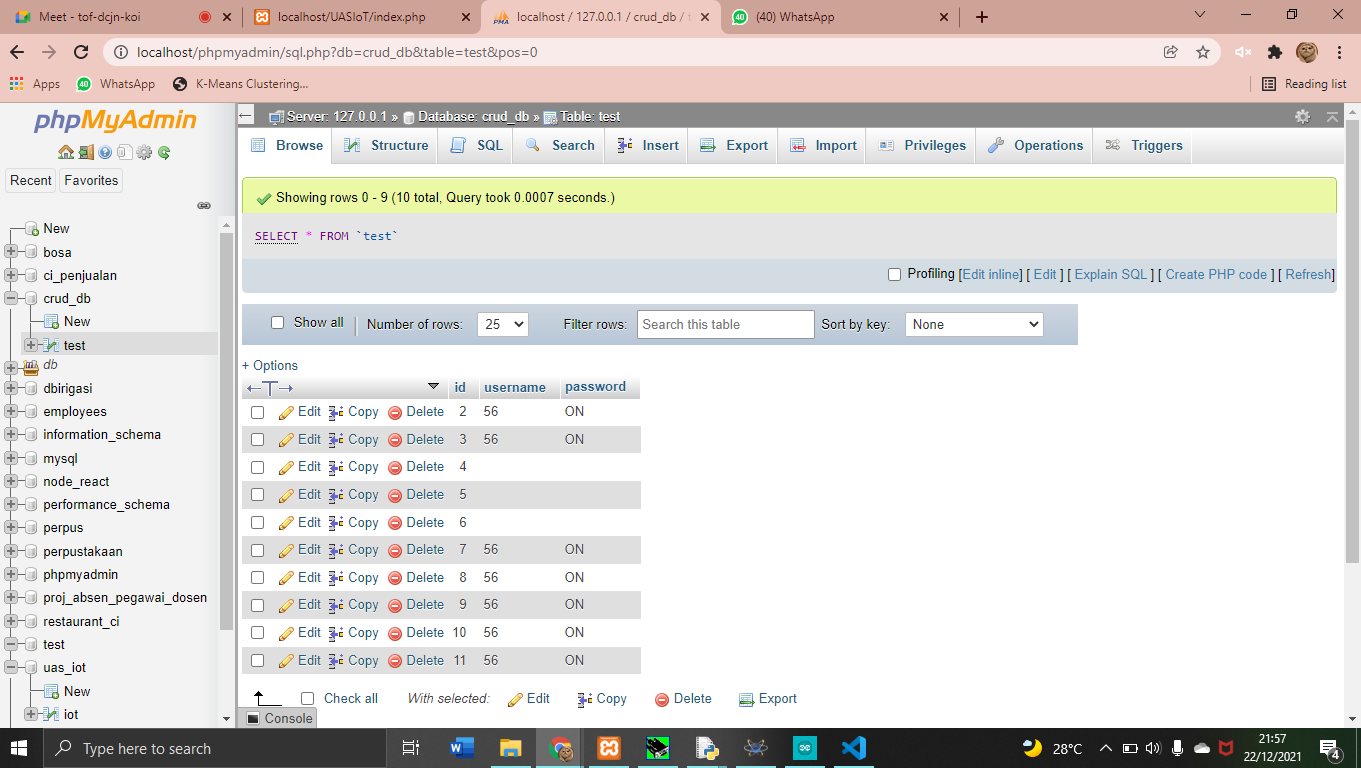 Meet - tof-dcjn-koi
localhost/UASIoT/index.php
localhost / 127.0.0.1 / crud_db / t
(40) WhatsApp
localhost/phpmyadmin/sql.php?db=crud_db&table=test&pos=0
Apps
40 WhatsApp
K-Means Clustering...
Reading list
phpMyAdmin
Recent
Favorites
New
bosa
ci_penjualan
crud_db
New
test
db
dbirigasi
employees
information_schema
mysql
node_react
performance_schema
perpus
perpustakaan
phpmyadmin
proj_absen_pegawai_dosen
restaurant_ci
test
uas_iot
New
iot
Server: 127.0.0.1 » Database: crud_db » Table: test
Browse Structure SQL Search Insert Export Import Privileges Operations Triggers
Showing rows 0 - 9 (10 total, Query took 0.0007 seconds.)
SELECT * FROM `test`
Profiling [Edit inline] [ Edit ] [ Explain SQL ] [ Create PHP code ] [ Refresh]
Show all Number of rows: 25 Filter rows: Search this table Sort by key: None
+ Options
←T→ id username password
Edit Copy Delete 2 56 ON
Edit Copy Delete 3 56 ON
Edit Copy Delete 4
Edit Copy Delete 5
Edit Copy Delete 6
Edit Copy Delete 7 56 ON
Edit Copy Delete 8 56 ON
Edit Copy Delete 9 56 ON
Edit Copy Delete 10 56 ON
Edit Copy Delete 11 56 ON
Check all With selected: Edit Copy Delete Export
Console
Type here to search
28°C
21:57
22/12/2021
4